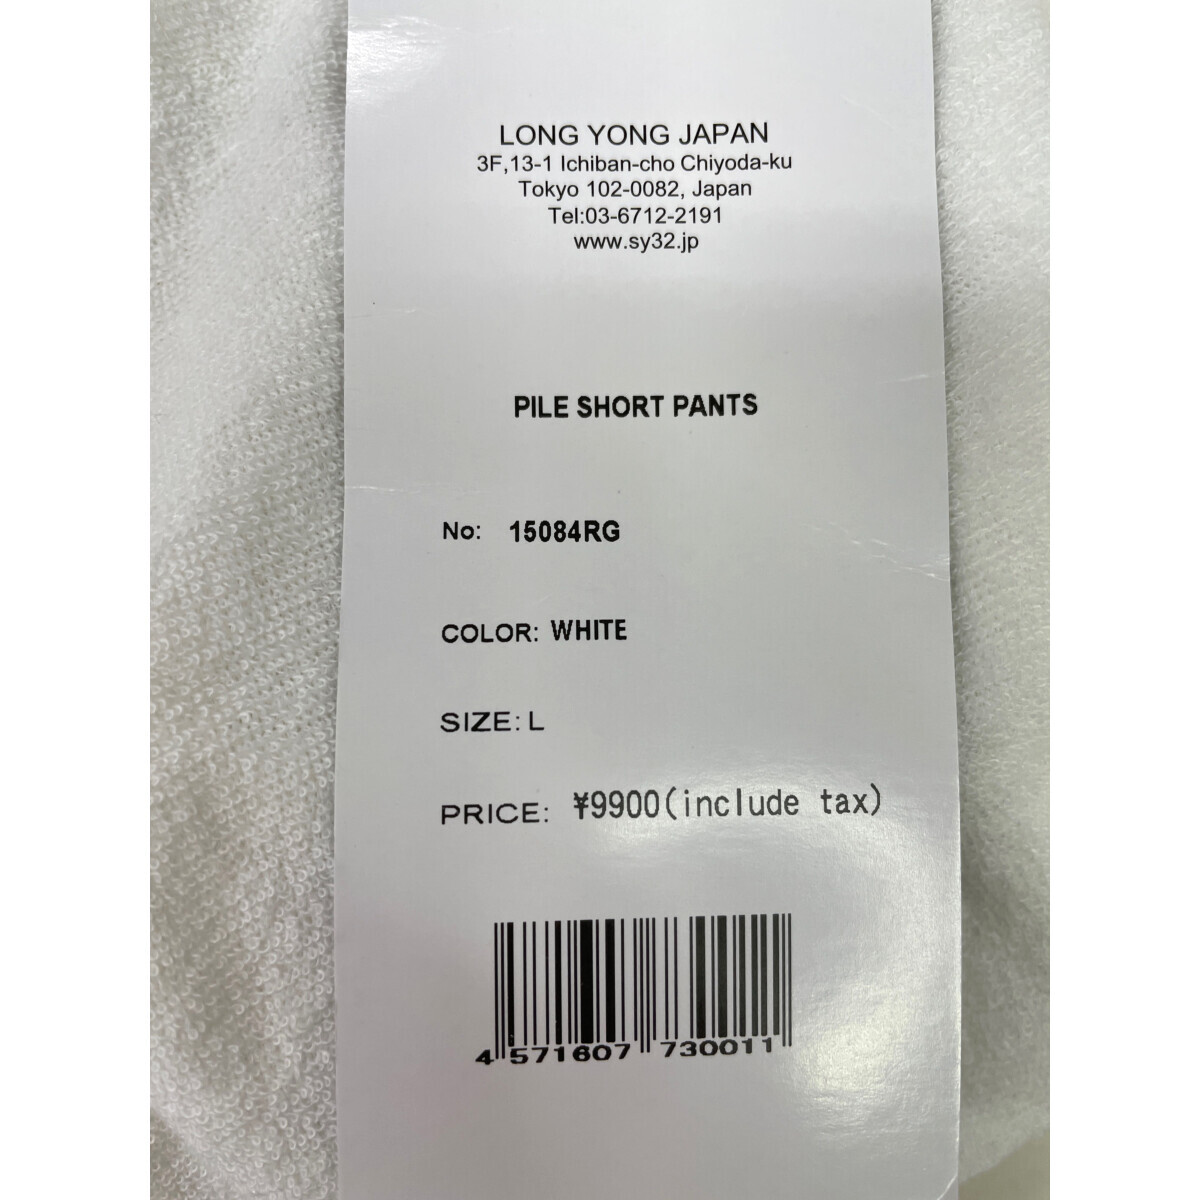 LONG YONG JAPAN
3F,13-1 Ichiban-cho Chiyoda-ku
Tokyo 102-0082, Japan
Tel:03-6712-2191
www.sy32.jp
PILE SHORT PANTS
No: 15084RG
COLOR: WHITE
SIZE: L
PRICE: ¥9900(include tax)
4 571607 730011